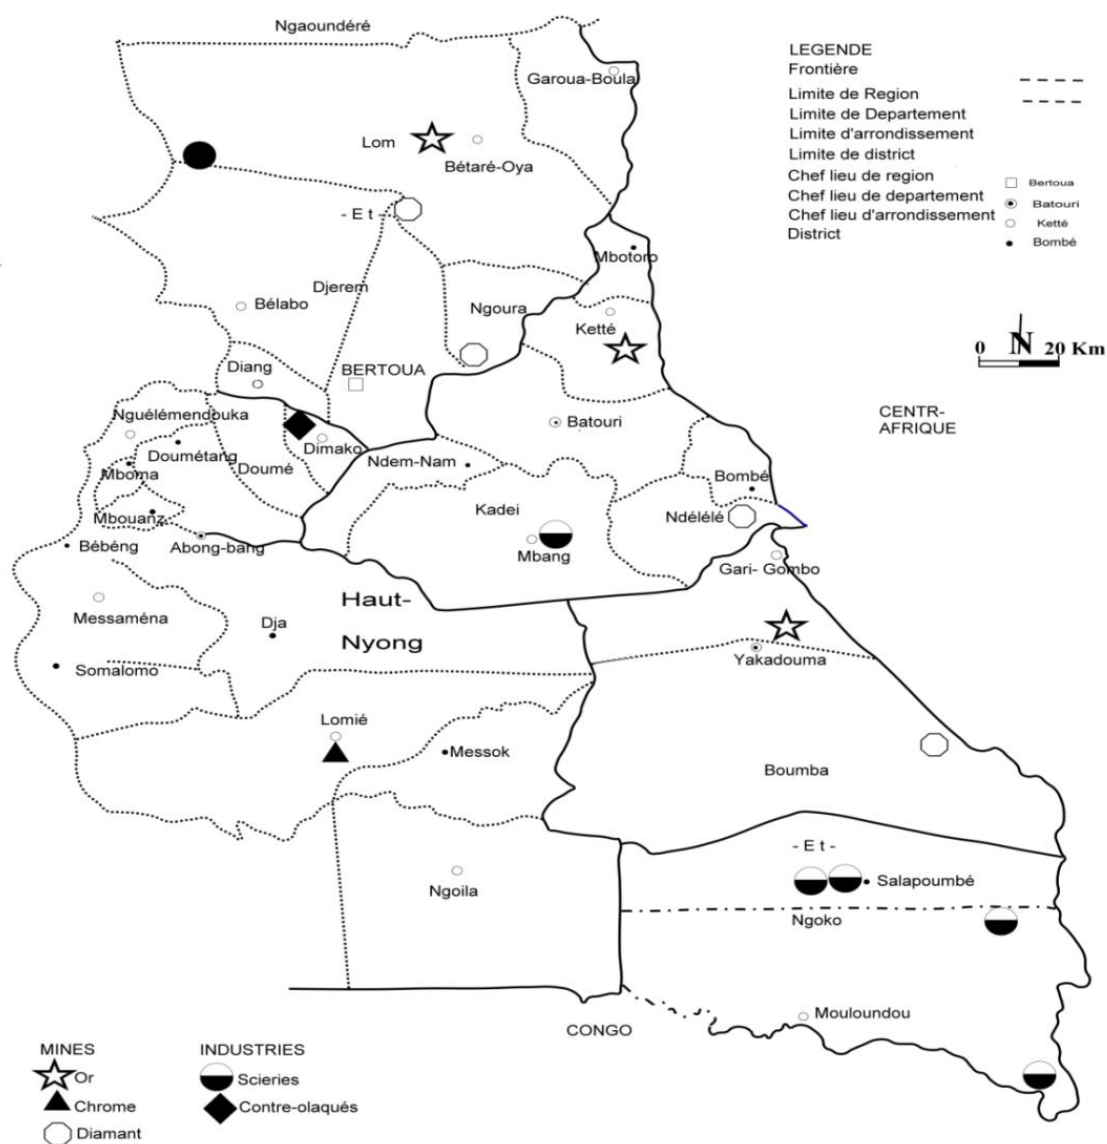 Ngaoundéré
LEGENDE
Frontière
Limite de Region
Limite de Departement
Limite d'arrondissement
Limite de district
Chef lieu de region
Bertoua
Chef lieu de departement
Batouri
Chef lieu d'arrondissement
Ketté
District
Bombé
Garoua-Boula
Lom
Bétaré-Oya
- E t -
Mbotoro
Djerem
Bélabo
Ngoura
Ketté
0 N 20 Km
Diang
BERTOUA
Nguélémendouka
Batouri
CENTR-
AFRIQUE
Doumétang
Dimako
Doumé
Ndem-Nam
Mboma
Bombé
Kadei
Mbouanz
Ndélélé
Bébéng
Abong-bang
Mbang
Gari- Gombo
Haut-
Nyong
Messaména
Dja
Yakadouma
Somalomo
Lomié
Messok
Boumba
- E t -
Salapoumbé
Ngoila
Ngoko
Mouloundou
CONGO
MINES
Or
Chrome
Diamant
INDUSTRIES
Scieries
Contre-olaqués